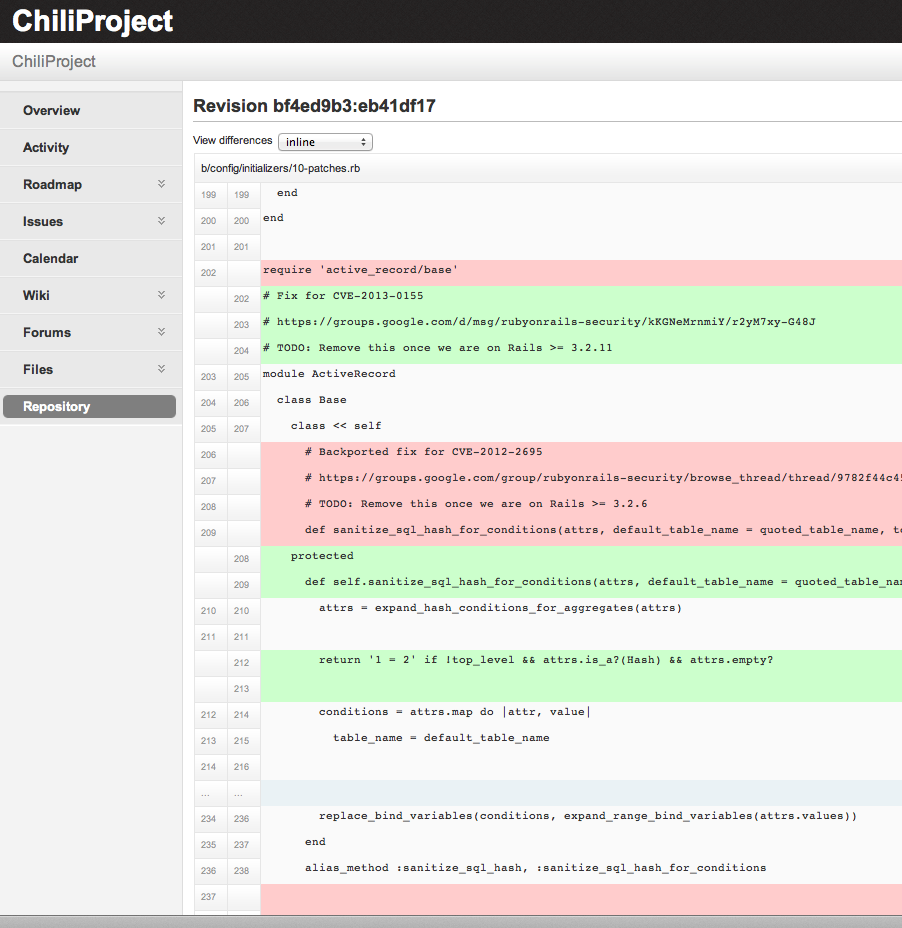 ChiliProject
ChiliProject
Overview
Activity
Roadmap
Issues
Calendar
Wiki
Forums
Files
Repository
Revision bf4ed9b3:eb41df17
View differences inline
b/config/initializers/10-patches.rb
199 199 end
200 200 end
201 201
202 require 'active_record/base'
202 # Fix for CVE-2013-0155
203 # https://groups.google.com/d/msg/rubyonrails-security/kKGNeMrnmiY/r2yM7xy-G48J
204 # TODO: Remove this once we are on Rails >= 3.2.11
203 205 module ActiveRecord
204 206 class Base
205 207 class << self
206 # Backported fix for CVE-2012-2695
207 # https://groups.google.com/group/rubyonrails-security/browse_thread/thread/9782f44c4
208 # TODO: Remove this once we are on Rails >= 3.2.6
209 def sanitize_sql_hash_for_conditions(attrs, default_table_name = quoted_table_name,
208 protected
209 def self.sanitize_sql_hash_for_conditions(attrs, default_table_name =
210 210 attrs = expand_hash_conditions_for_aggregates(attrs)
211 211
212 return '1 = 2' if !top_level && attrs.is_a?(Hash) && attrs.empty?
213
212 214 conditions = attrs.map do |attr, value|
213 215 table_name = default_table_name
214 216
... ...
234 236 replace_bind_variables(conditions, expand_range_bind_variables(attrs.values))
235 237 end
236 238 alias_method :sanitize_sql_hash, :sanitize_sql_hash_for_conditions
237